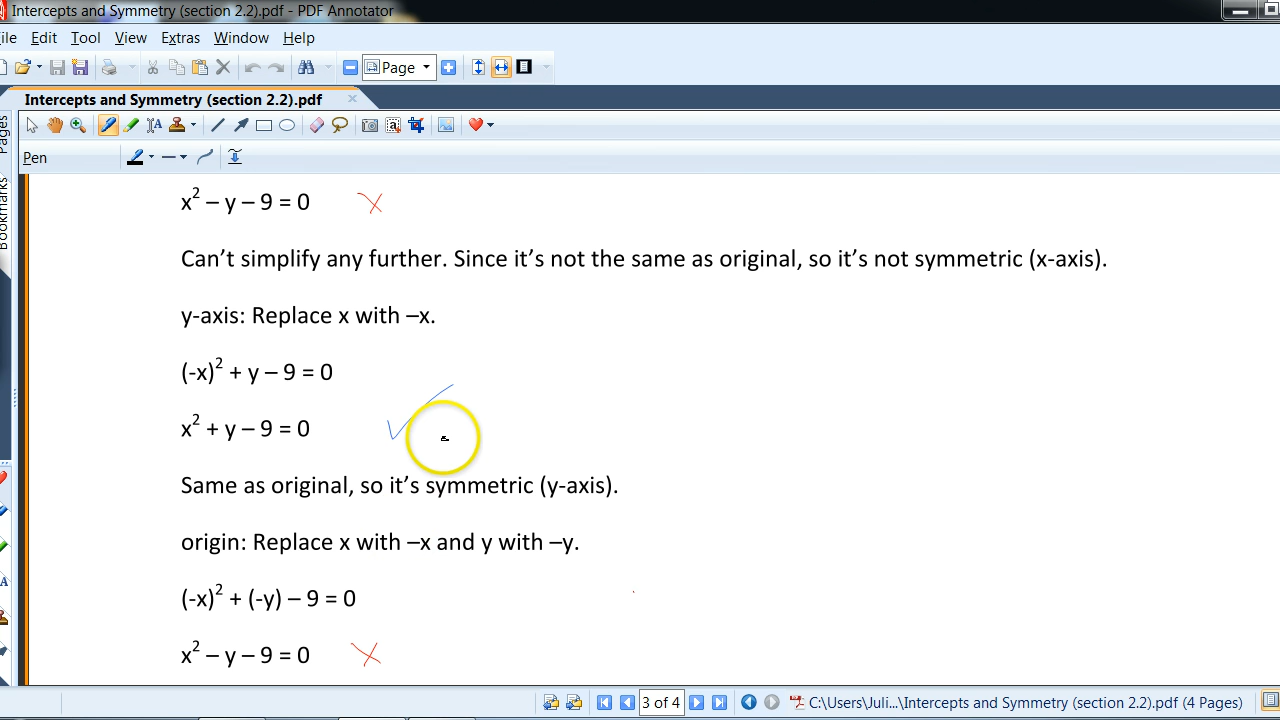 Intercepts and Symmetry (section 2.2).pdf - PDF Annotator
ile Edit Tool View Extras Window Help
Page
Intercepts and Symmetry (section 2.2).pdf
Pages
Bookmarks
Pen
x² – y – 9 = 0 X
Can’t simplify any further. Since it’s not the same as original, so it’s not symmetric (x-axis).
y-axis: Replace x with –x.
(-x)² + y – 9 = 0
x² + y – 9 = 0 ✓
Same as original, so it’s symmetric (y-axis).
origin: Replace x with –x and y with –y.
(-x)² + (-y) – 9 = 0
x² – y – 9 = 0 X
3 of 4 C:\Users\Juli...\Intercepts and Symmetry (section 2.2).pdf (4 Pages)